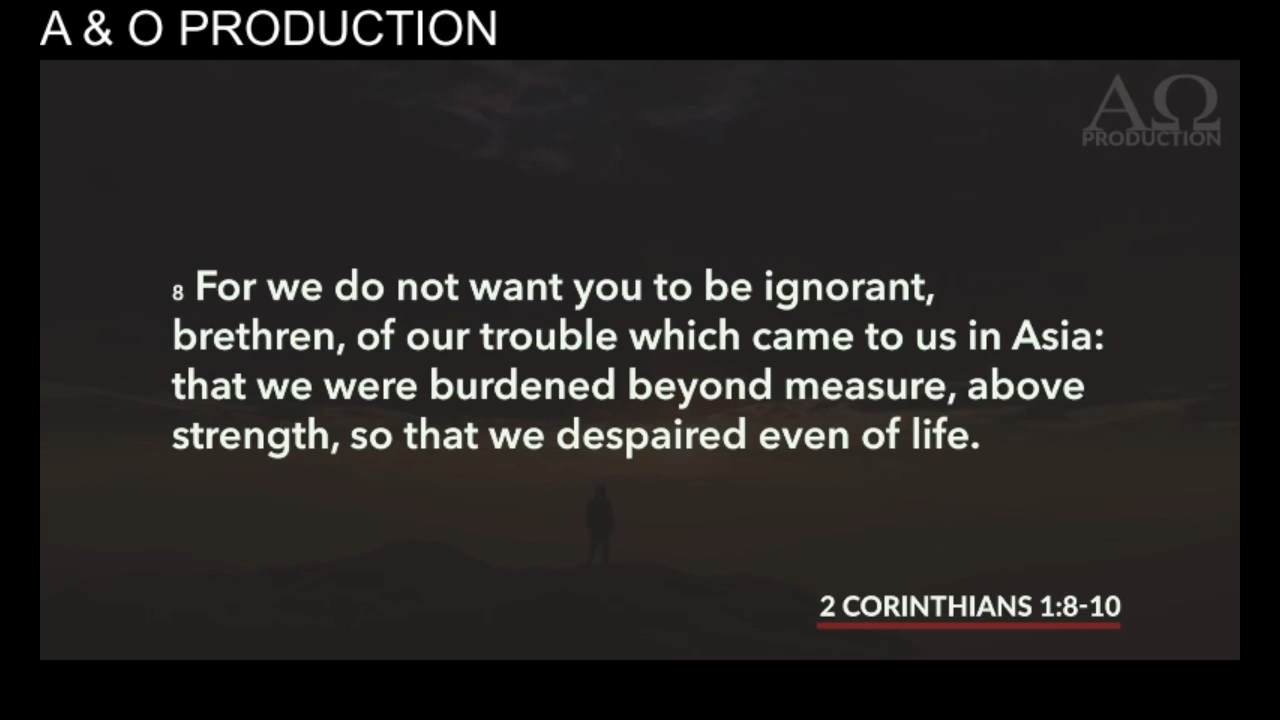 A & O PRODUCTION
ΑΩ
PRODUCTION
8 For we do not want you to be ignorant,
brethren, of our trouble which came to us in Asia:
that we were burdened beyond measure, above
strength, so that we despaired even of life.
2 CORINTHIANS 1:8-10